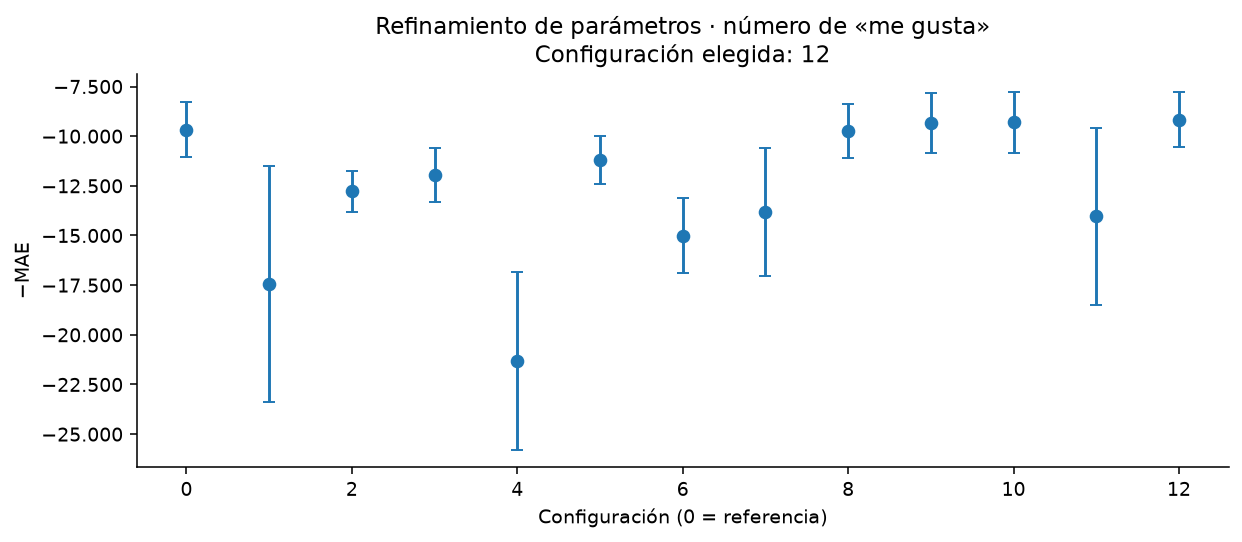 Refinamiento de parámetros · número de «me gusta»
Configuración elegida: 12
−MAE
−7.500
−10.000
−12.500
−15.000
−17.500
−20.000
−22.500
−25.000
0 2 4 6 8 10 12
Configuración (0 = referencia)